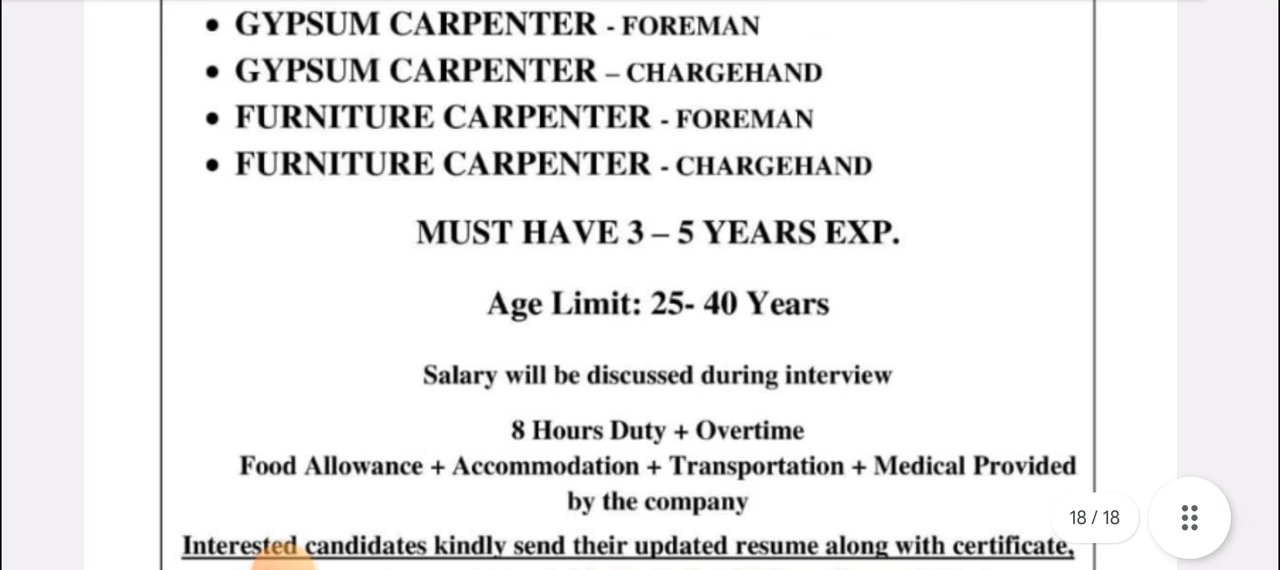 • GYPSUM CARPENTER - FOREMAN
• GYPSUM CARPENTER – CHARGEHAND
• FURNITURE CARPENTER - FOREMAN
• FURNITURE CARPENTER - CHARGEHAND
MUST HAVE 3 – 5 YEARS EXP.
Age Limit: 25- 40 Years
Salary will be discussed during interview
8 Hours Duty + Overtime
Food Allowance + Accommodation + Transportation + Medical Provided
by the company
18 / 18
Interested candidates kindly send their updated resume along with certificate,